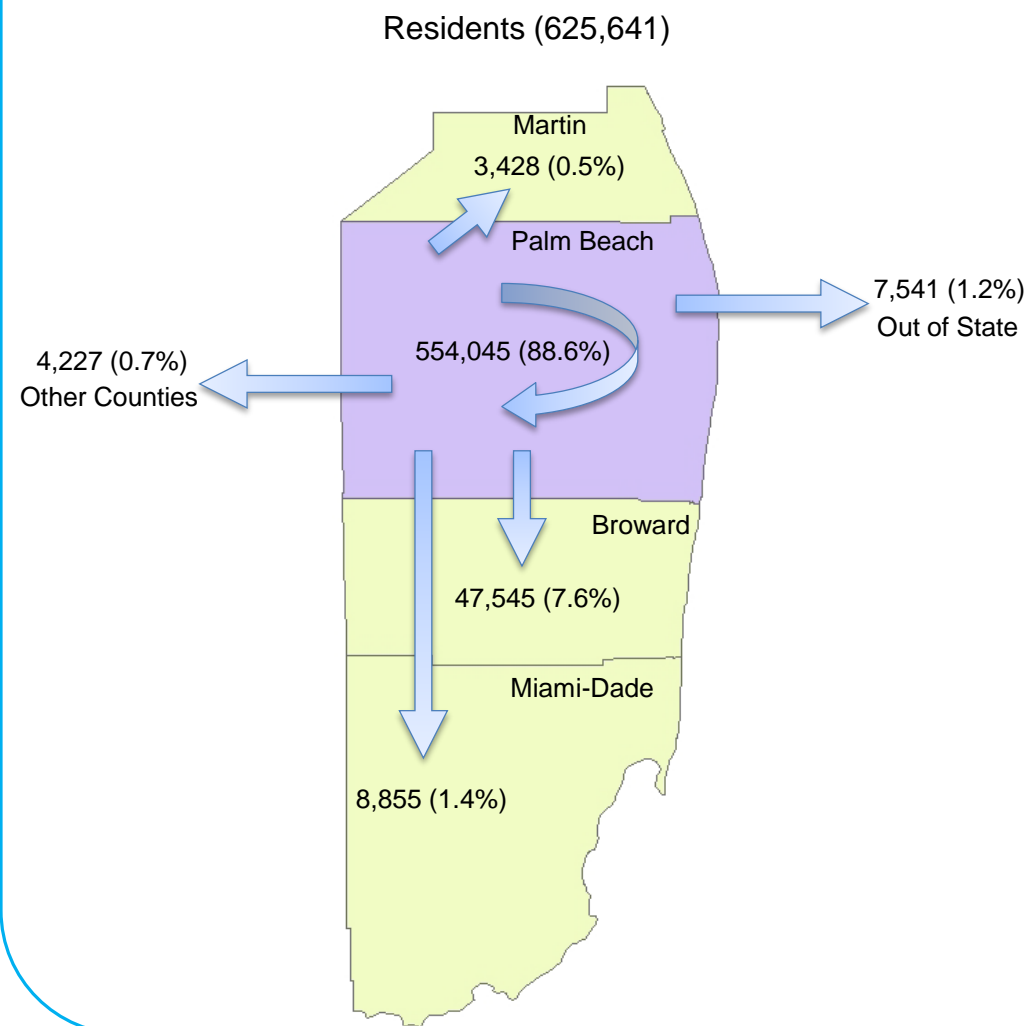 Residents (625,641)
Martin
3,428 (0.5%)
Palm Beach
7,541 (1.2%)
Out of State
554,045 (88.6%)
4,227 (0.7%)
Other Counties
Broward
47,545 (7.6%)
Miami-Dade
8,855 (1.4%)